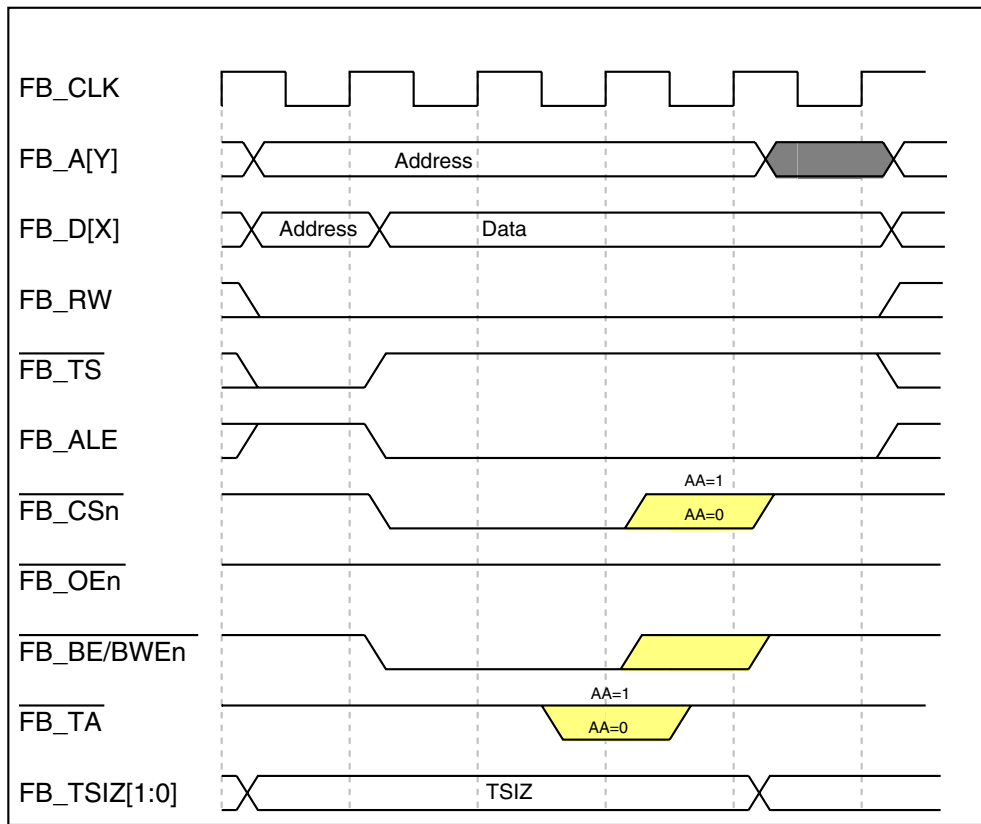 FB_CLK
FB_A[Y]
Address
FB_D[X]
Address
Data
FB_RW
FB_TS
FB_ALE
FB_CSn
AA=1
AA=0
FB_OEn
FB_BE/BWEn
FB_TA
AA=1
AA=0
FB_TSIZ[1:0]
TSIZ